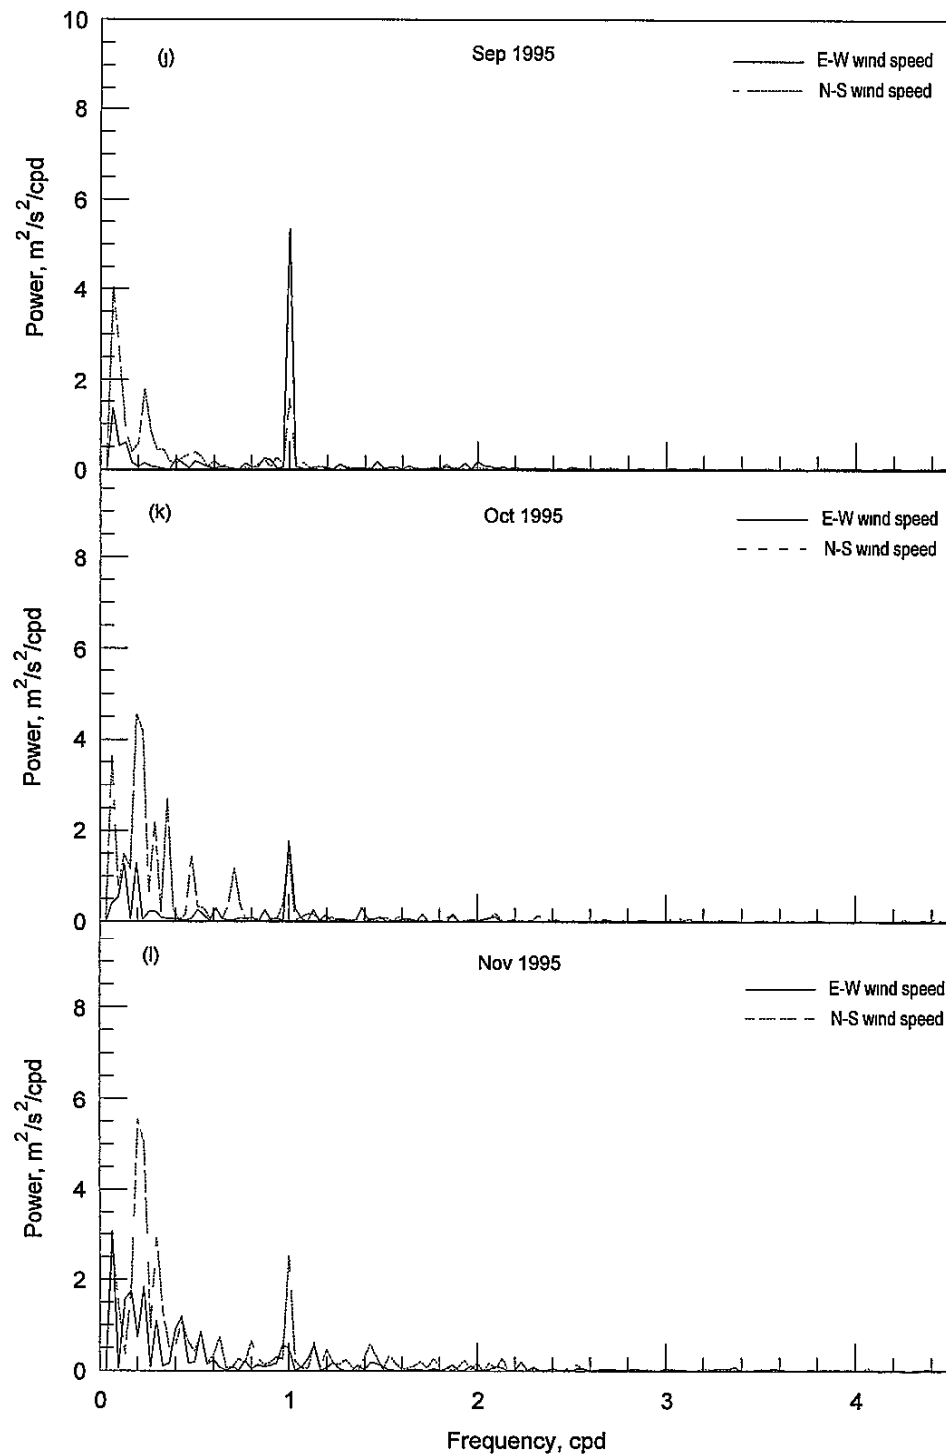 10
(j)
Sep 1995
E-W wind speed
N-S wind speed
8
6
4
2
0
Power, m²/s²/cpd
(k)
Oct 1995
E-W wind speed
N-S wind speed
8
6
4
2
0
Power, m²/s²/cpd
(l)
Nov 1995
E-W wind speed
N-S wind speed
8
6
4
2
0
Power, m²/s²/cpd
0 1 2 3 4
Frequency, cpd